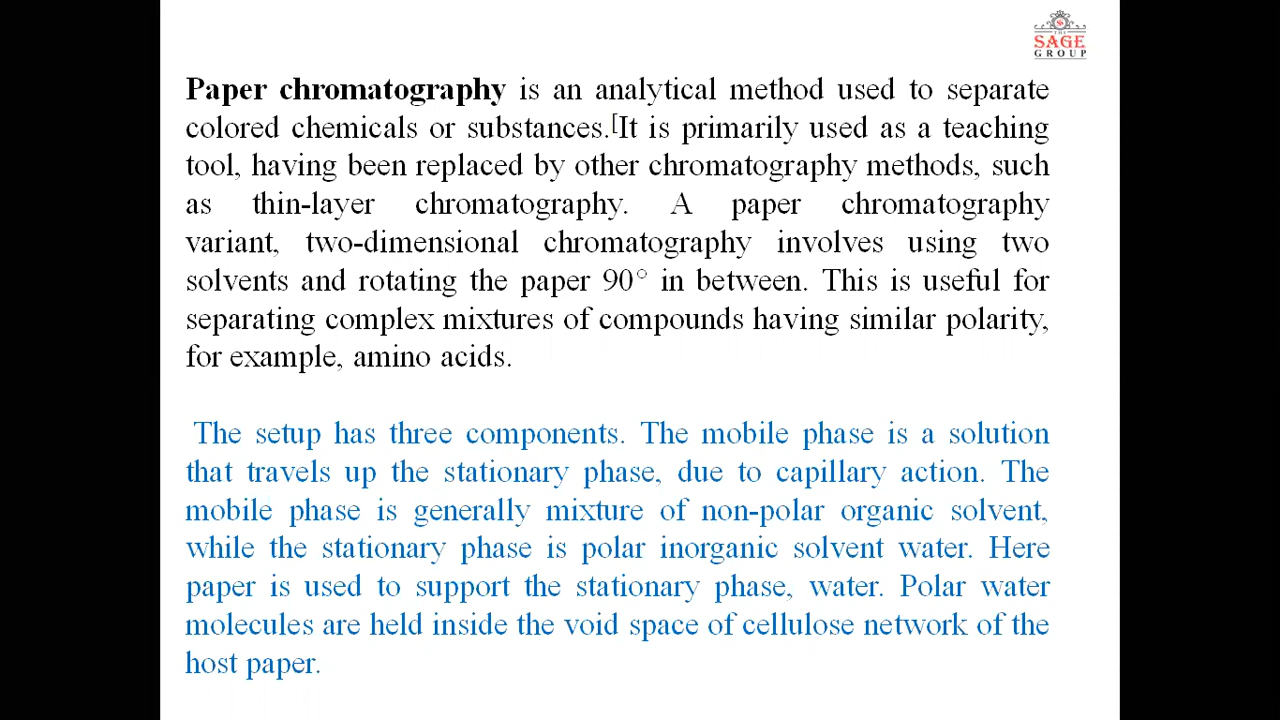 THE
SAGE
GROUP
Paper chromatography is an analytical method used to separate
colored chemicals or substances.[It is primarily used as a teaching
tool, having been replaced by other chromatography methods, such
as thin-layer chromatography. A paper chromatography
variant, two-dimensional chromatography involves using two
solvents and rotating the paper 90° in between. This is useful for
separating complex mixtures of compounds having similar polarity,
for example, amino acids.
The setup has three components. The mobile phase is a solution
that travels up the stationary phase, due to capillary action. The
mobile phase is generally mixture of non-polar organic solvent,
while the stationary phase is polar inorganic solvent water. Here
paper is used to support the stationary phase, water. Polar water
molecules are held inside the void space of cellulose network of the
host paper.